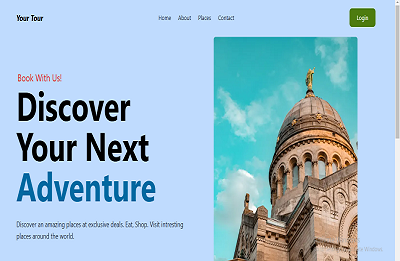 Your Tour
Home About Places Contact
Login
Book With Us!
Discover
Your Next
Adventure
Discover an amazing places at exclusive deals. Eat, Shop. Visit intresting
places around the world.